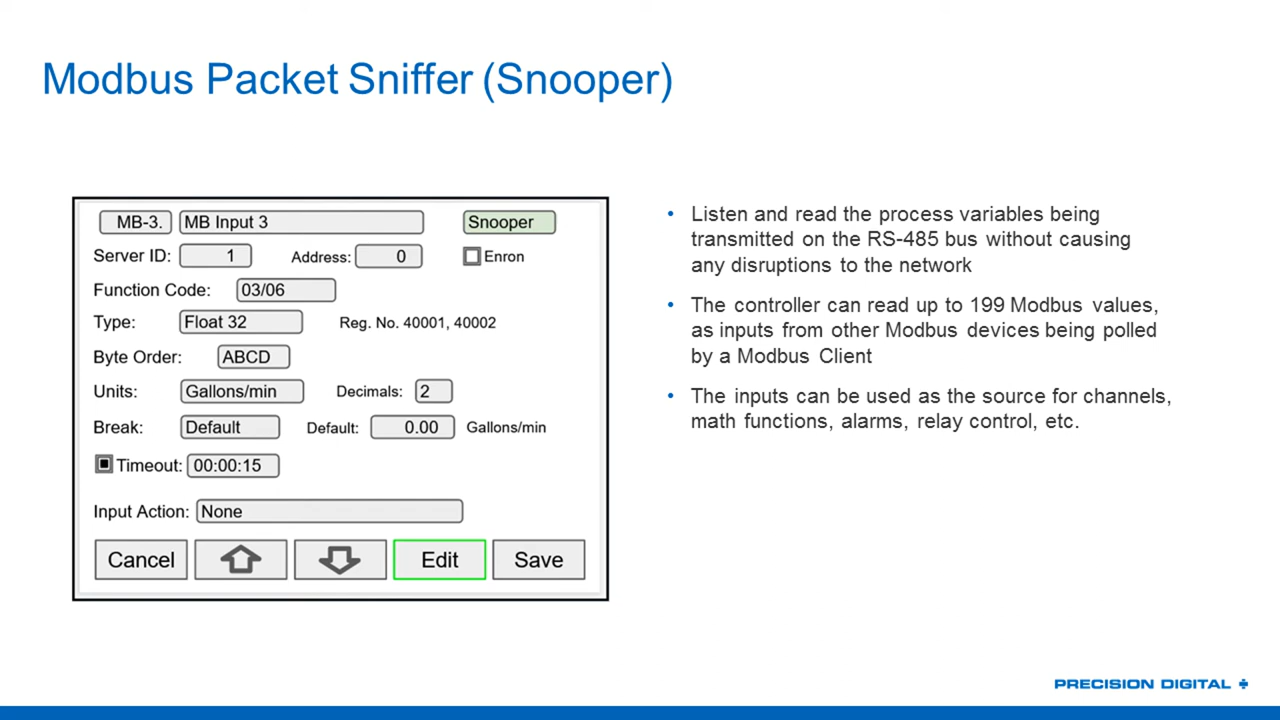 Modbus Packet Sniffer (Snooper)
MB-3. MB Input 3 Snooper
Server ID: 1 Address: 0 Enron
Function Code: 03/06
Type: Float 32 Reg. No. 40001, 40002
Byte Order: ABCD
Units: Gallons/min Decimals: 2
Break: Default Default: 0.00 Gallons/min
Timeout: 00:00:15
Input Action: None
Cancel Edit Save
• Listen and read the process variables being
transmitted on the RS-485 bus without causing
any disruptions to the network
• The controller can read up to 199 Modbus values,
as inputs from other Modbus devices being polled
by a Modbus Client
• The inputs can be used as the source for channels,
math functions, alarms, relay control, etc.
PRECISION DIGITAL